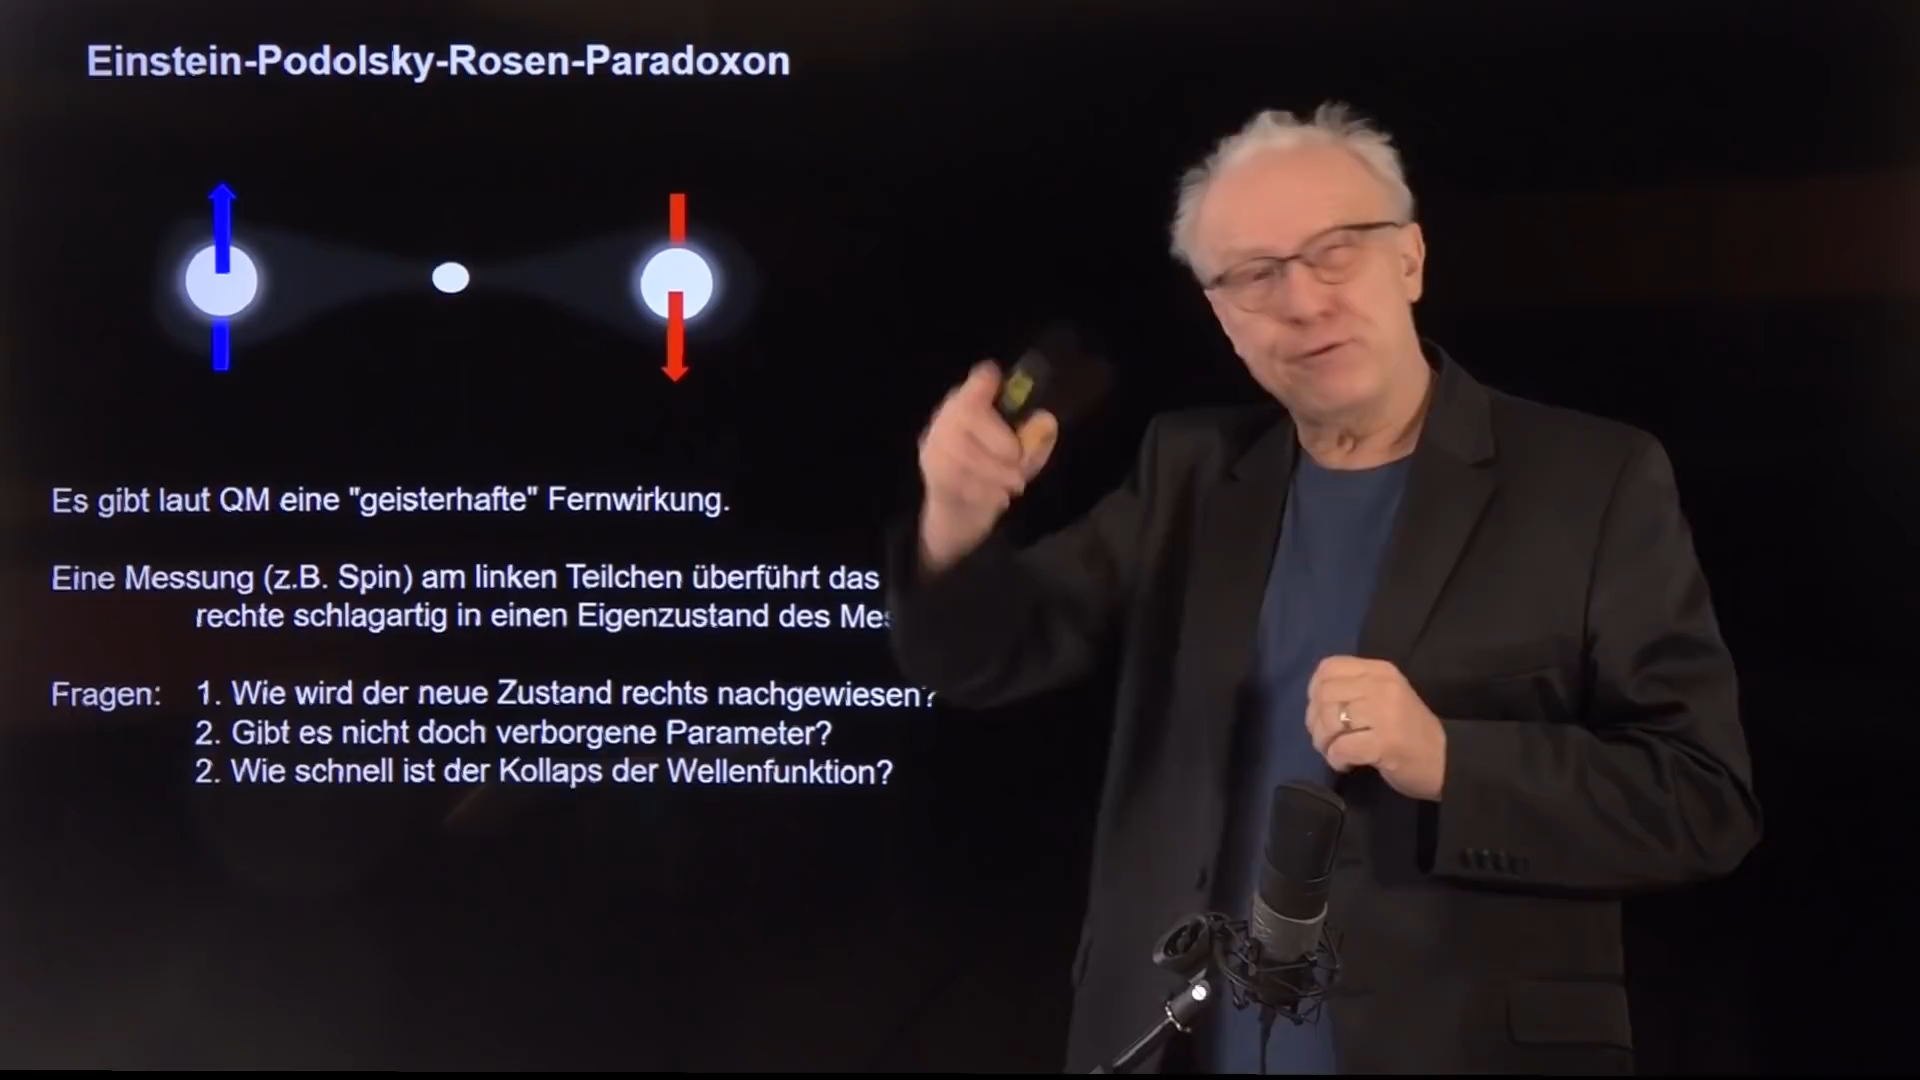 Einstein-Podolsky-Rosen-Paradoxon
Es gibt laut QM eine "geisterhafte" Fernwirkung.
Eine Messung (z.B. Spin) am linken Teilchen überführt das
rechte schlagartig in einen Eigenzustand des
Fragen: 1. Wie wird der neue Zustand rechts nachgewiesen?
2. Gibt es nicht doch verborgene Parameter?
2. Wie schnell ist der Kollaps der Wellenfunktion?